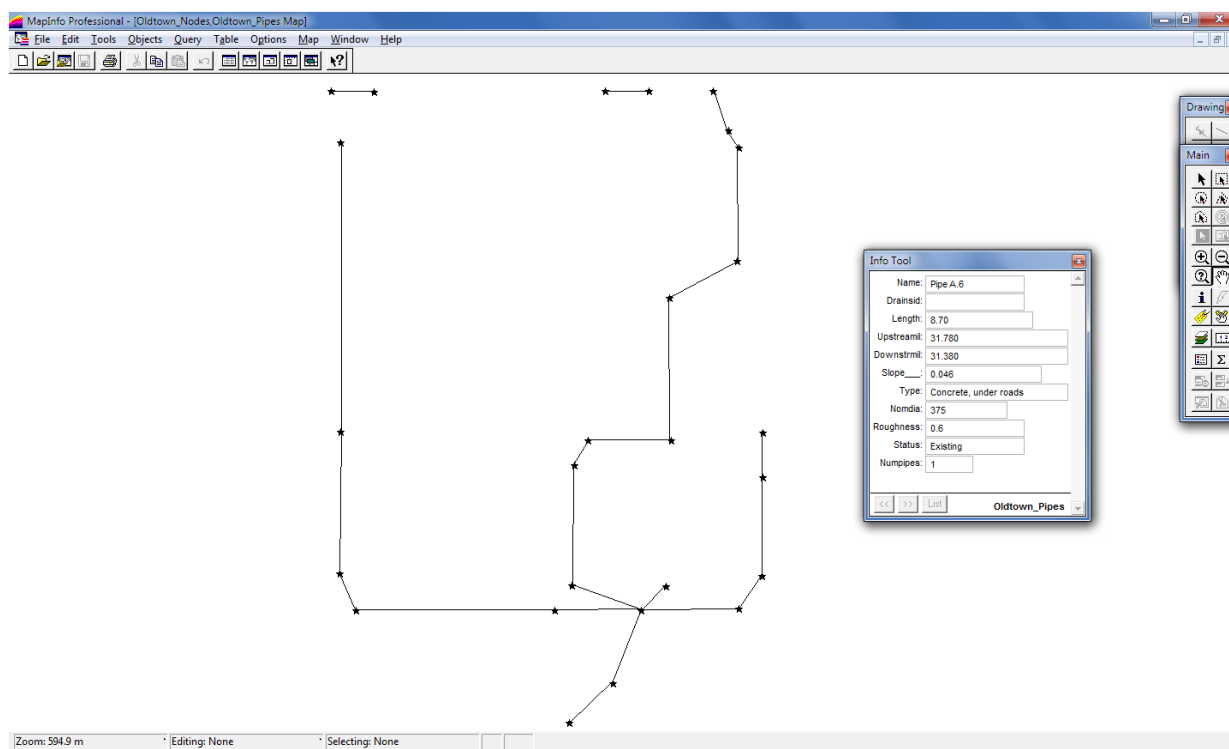 MapInfo Professional - [Oldtown_Nodes,Oldtown_Pipes Map]
File Edit Tools Objects Query Table Options Map Window Help
Drawing
Main
Info Tool
Name: Pipe A.6
Drainsid:
Length: 8.70
Upstreamil: 31.780
Downstrmil: 31.380
Slope___: 0.046
Type: Concrete, under roads
Nomdia: 375
Roughness: 0.6
Status: Existing
Numpipes: 1
<< >> List Oldtown_Pipes
Zoom: 594.9 m Editing: None Selecting: None